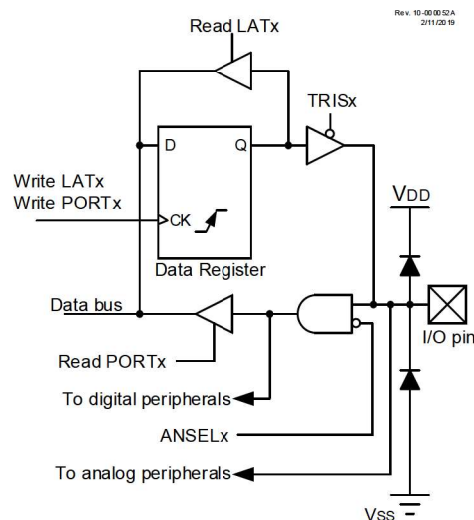 Rev. 10-000052A
2/11/2019
Read LATx
TRISx
D
Q
Write LATx
Write PORTx
CK
VDD
Data Register
Data bus
I/O pin
Read PORTx
To digital peripherals
ANSELx
To analog peripherals
VSS